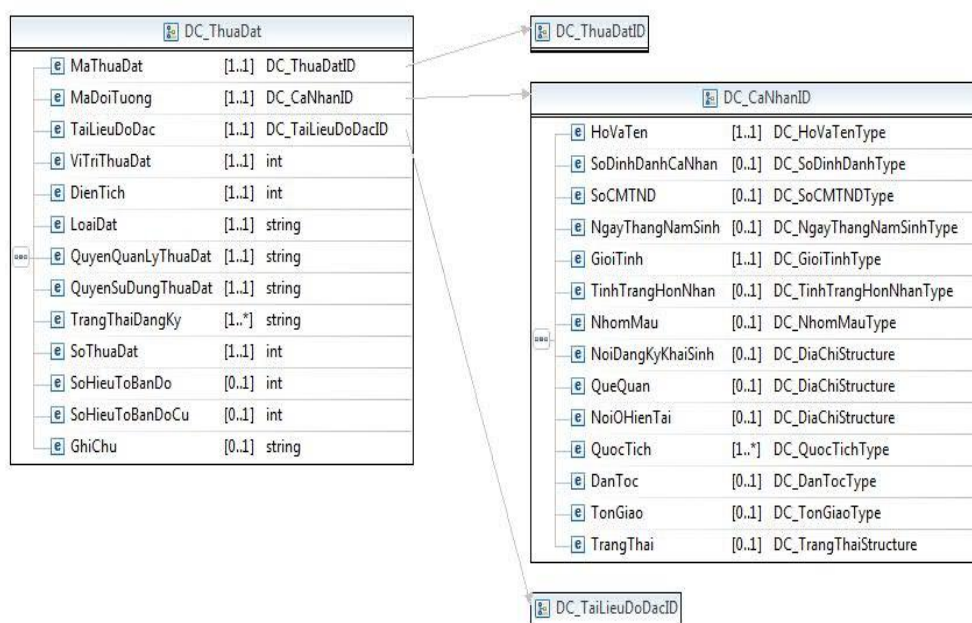 DC_ThuaDat
MaThuaDat [1..1] DC_ThuaDatID
MaDoiTuong [1..1] DC_CaNhanID
TaiLieuDoDac [1..1] DC_TaiLieuDoDacID
ViTriThuaDat [1..1] int
DienTich [1..1] int
LoaiDat [1..1] string
QuyenQuanLyThuaDat [1..1] string
QuyenSuDungThuaDat [1..1] string
TrangThaiDangKy [1..*] string
SoThuaDat [1..1] int
SoHieuToBanDo [0..1] int
SoHieuToBanDoCu [0..1] int
GhiChu [0..1] string
DC_ThuaDatID
DC_CaNhanID
HoVaTen [1..1] DC_HoVaTenType
SoDinhDanhCaNhan [0..1] DC_SoDinhDanhType
SoCMTND [0..1] DC_SoCMTNDType
NgayThangNamSinh [0..1] DC_NgayThangNamSinhType
GioiTinh [1..1] DC_GioiTinhType
TinhTrangHonNhan [0..1] DC_TinhTrangHonNhanType
NhomMau [0..1] DC_NhomMauType
NoiDangKyKhaiSinh [0..1] DC_DiaChiStructure
QueQuan [0..1] DC_DiaChiStructure
NoiOHienTai [0..1] DC_DiaChiStructure
QuocTich [1..*] DC_QuocTichType
DanToc [0..1] DC_DanTocType
TonGiao [0..1] DC_TonGiaoType
TrangThai [0..1] DC_TrangThaiStructure
DC_TaiLieuDoDacID